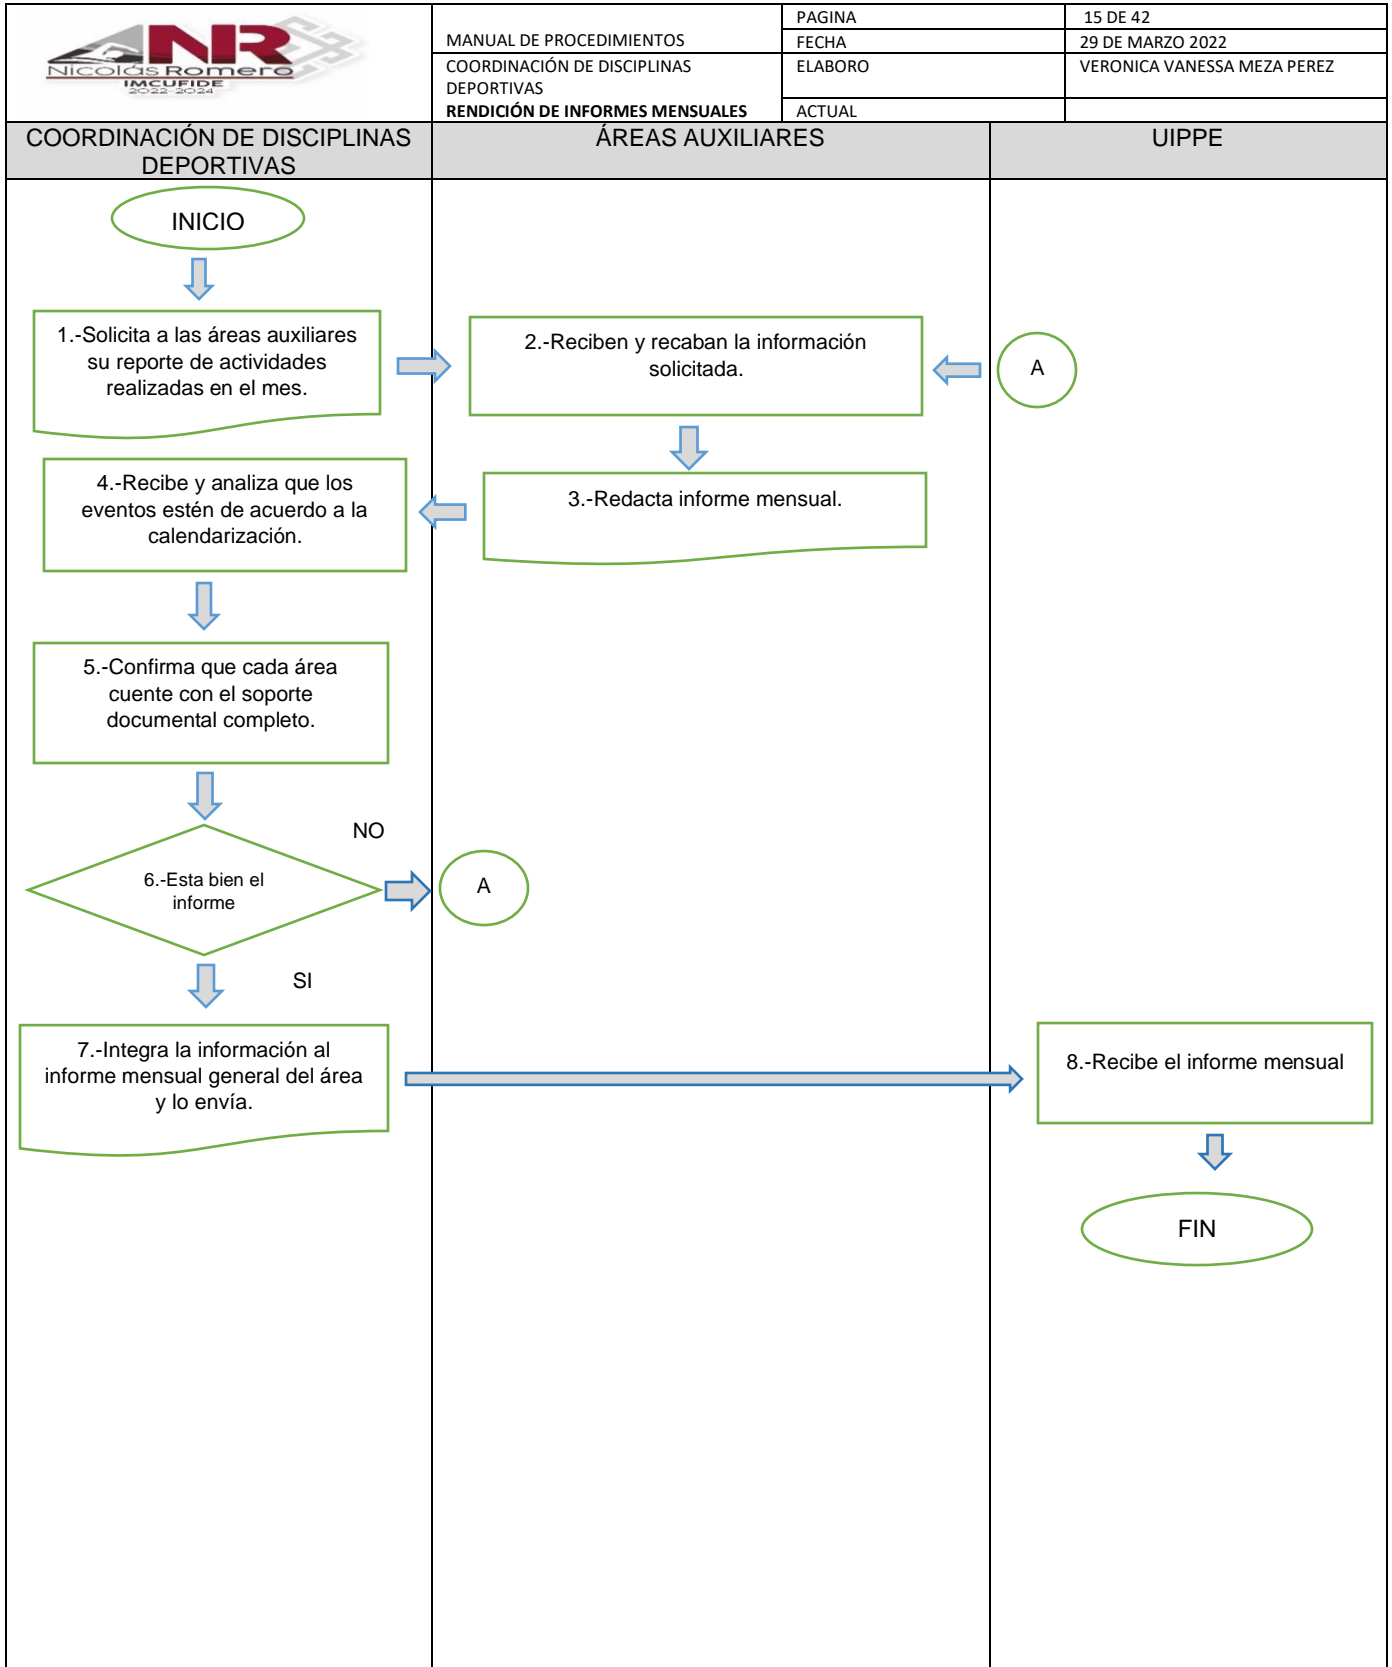 NR
Nicolás Romero
IMCUFIDE
2022-2024
MANUAL DE PROCEDIMIENTOS
COORDINACIÓN DE DISCIPLINAS
DEPORTIVAS
RENDICIÓN DE INFORMES MENSUALES
PAGINA
15 DE 42
FECHA
29 DE MARZO 2022
ELABORO
VERONICA VANESSA MEZA PEREZ
ACTUAL
COORDINACIÓN DE DISCIPLINAS
DEPORTIVAS
ÁREAS AUXILIARES
UIPPE
INICIO
1.-Solicita a las áreas auxiliares
su reporte de actividades
realizadas en el mes.
2.-Reciben y recaban la información
solicitada.
A
3.-Redacta informe mensual.
4.-Recibe y analiza que los
eventos estén de acuerdo a la
calendarización.
5.-Confirma que cada área
cuente con el soporte
documental completo.
NO
6.-Esta bien el
informe
A
SI
7.-Integra la información al
informe mensual general del área
y lo envía.
8.-Recibe el informe mensual
FIN